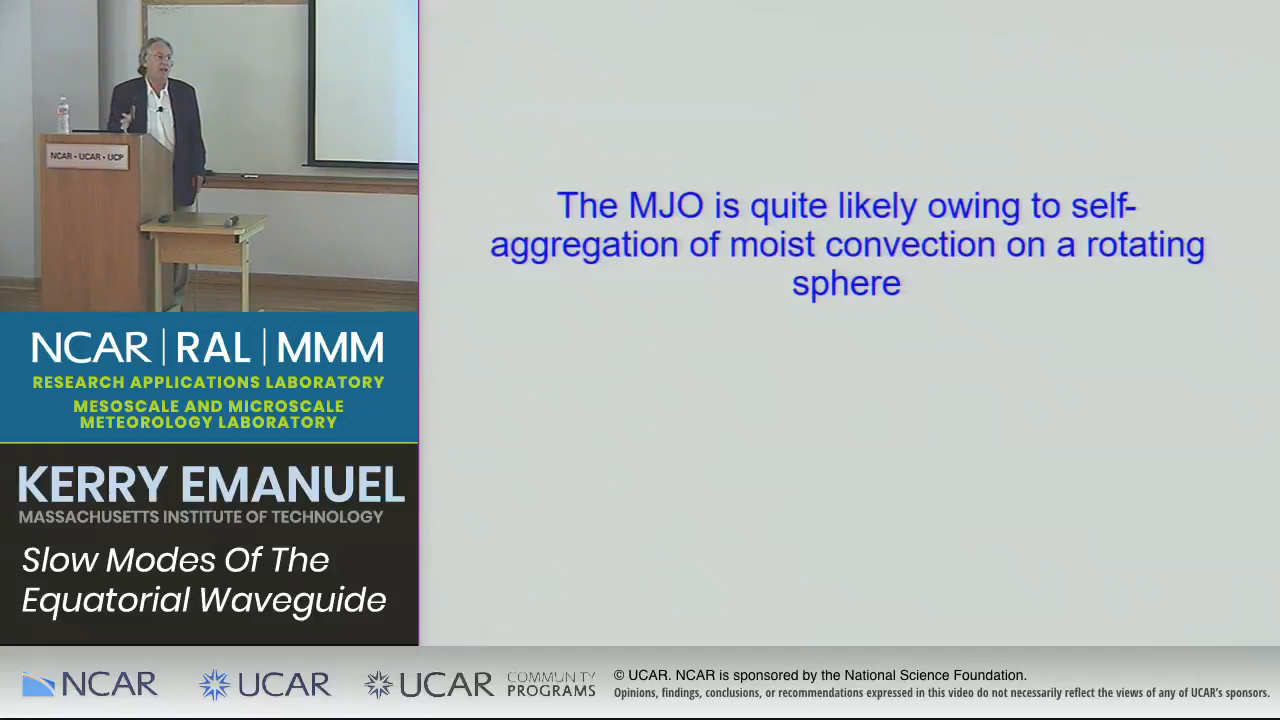 NCAR • UCAR • UCP
The MJO is quite likely owing to self-
aggregation of moist convection on a rotating
sphere
NCAR | RAL | MMM
RESEARCH APPLICATIONS LABORATORY
MESOSCALE AND MICROSCALE
METEOROLOGY LABORATORY
KERRY EMANUEL
MASSACHUSETTS INSTITUTE OF TECHNOLOGY
Slow Modes Of The
Equatorial Waveguide
NCAR
UCAR
UCAR
COMMUNITY
PROGRAMS
© UCAR. NCAR is sponsored by the National Science Foundation.
Opinions, findings, conclusions, or recommendations expressed in this video do not necessarily reflect the views of any of UCAR's sponsors.